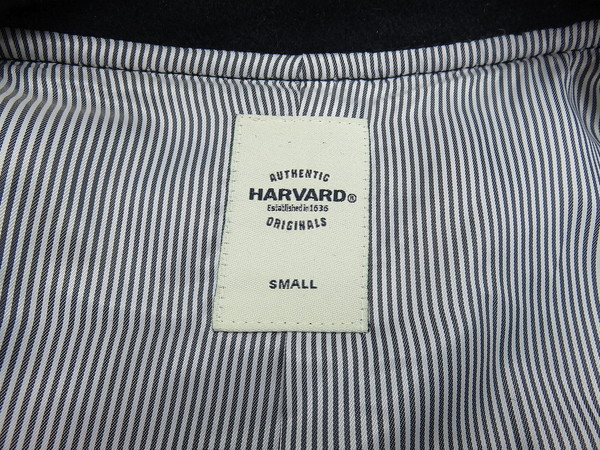 AUTHENTIC
HARVARD®
Established in 1636
ORIGINALS
SMALL